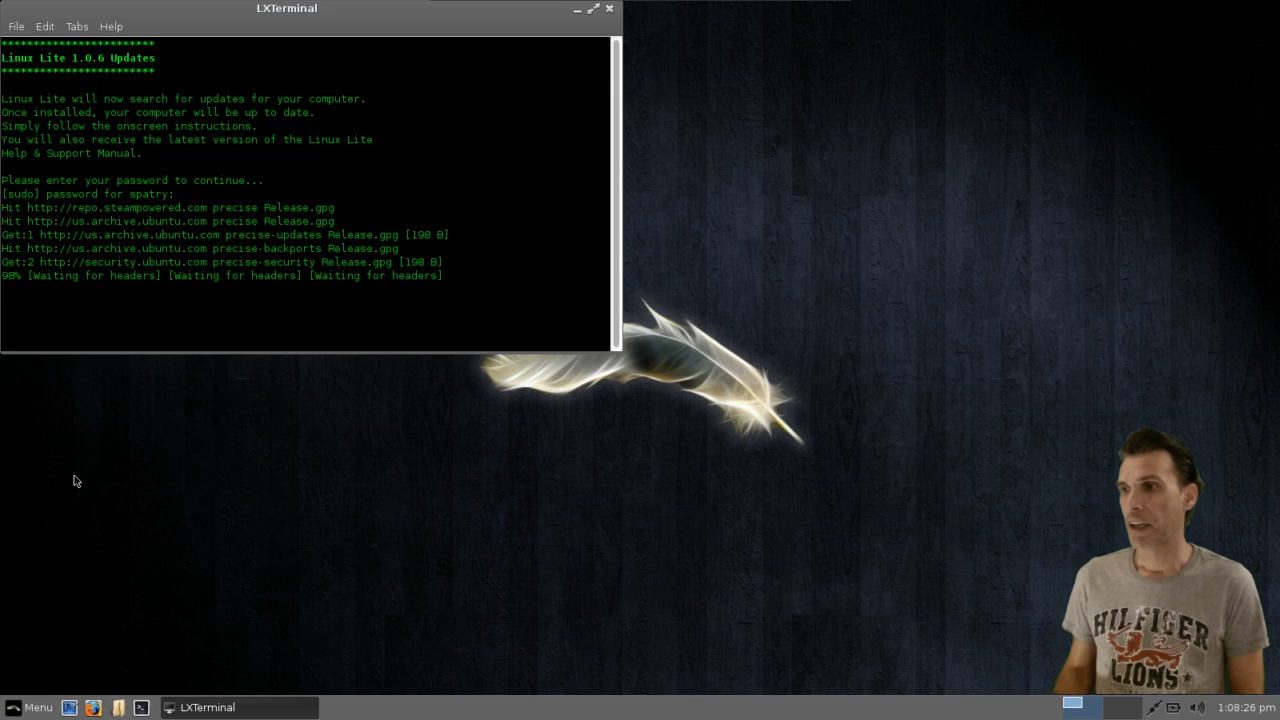 LXTerminal
File Edit Tabs Help
************************
Linux Lite 1.0.6 Updates
************************
Linux Lite will now search for updates for your computer.
Once installed, your computer will be up to date.
Simply follow the onscreen instructions.
You will also receive the latest version of the Linux Lite
Help & Support Manual.
Please enter your password to continue...
[sudo] password for spatry:
Hit http://repo.steampowered.com precise Release.gpg
Hit http://us.archive.ubuntu.com precise Release.gpg
Get:1 http://us.archive.ubuntu.com precise-updates Release.gpg [198 B]
Hit http://us.archive.ubuntu.com precise-backports Release.gpg
Get:2 http://security.ubuntu.com precise-security Release.gpg [198 B]
98% [Waiting for headers] [Waiting for headers] [Waiting for headers]
HILFIGER
LIONS
Menu LXTerminal 1:08:26 pm